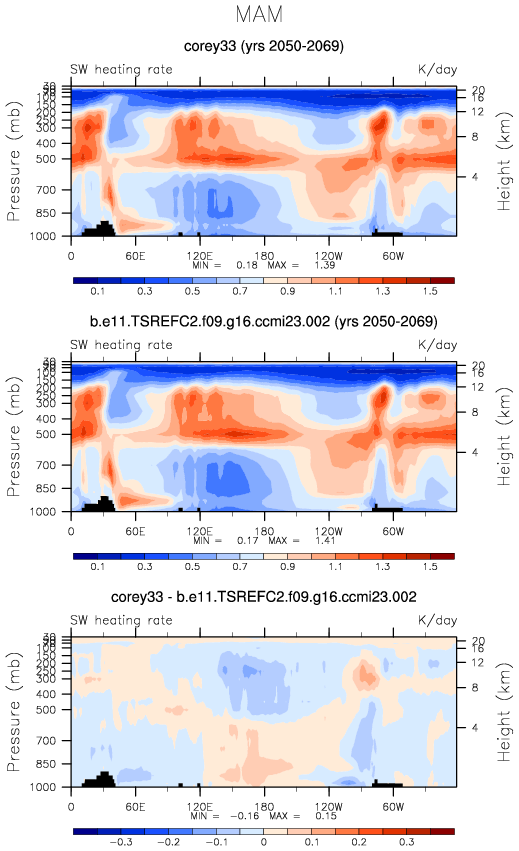 MAM
corey33 (yrs 2050-2069)
SW heating rate K/day
Pressure (mb)
30
50
70
100
150
200
250
300
400
500
700
850
1000
20
16
12
8
4
Height (km)
0 60E 120E 180 120W 60W
MIN = 0.18 MAX = 1.39
0.1 0.3 0.5 0.7 0.9 1.1 1.3 1.5
b.e11.TSREFC2.f09.g16.ccmi23.002 (yrs 2050-2069)
SW heating rate K/day
Pressure (mb)
30
50
70
100
150
200
250
300
400
500
700
850
1000
20
16
12
8
4
Height (km)
0 60E 120E 180 120W 60W
MIN = 0.17 MAX = 1.41
0.1 0.3 0.5 0.7 0.9 1.1 1.3 1.5
corey33 - b.e11.TSREFC2.f09.g16.ccmi23.002
SW heating rate K/day
Pressure (mb)
30
50
70
100
150
200
250
300
400
500
700
850
1000
20
16
12
8
4
Height (km)
0 60E 120E 180 120W 60W
MIN = −0.16 MAX = 0.15
−0.3 −0.2 −0.1 0 0.1 0.2 0.3